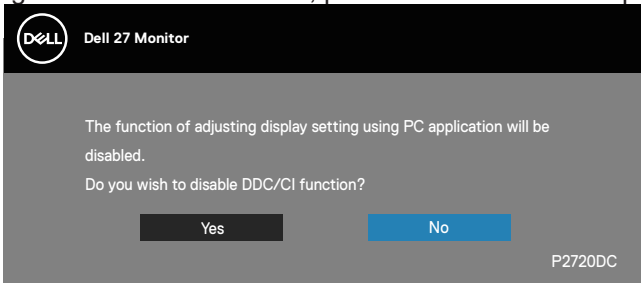 DELL
Dell 27 Monitor
The function of adjusting display setting using PC application will be
disabled.
Do you wish to disable DDC/CI function?
Yes
No
P2720DC